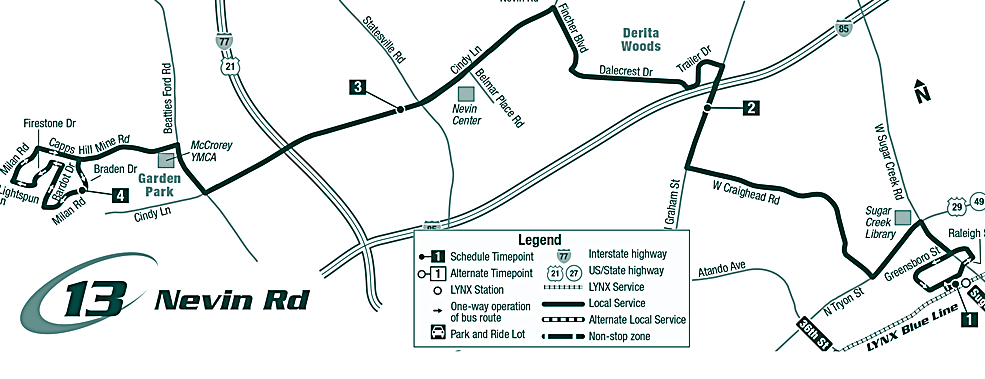 Nevin Rd
Fincher Blvd
Derita
Woods
85
77
21
Statesville Rd
Cindy Ln
Dalecrest Dr
Trailer Dr
3
Belmar Place Rd
Nevin
Center
2
N
Beatties Ford Rd
Firestone Dr
Milan Rd
Capps Hill Mine Rd
McCrorey
YMCA
Bardot Dr
Braden Dr
Garden
Park
4
Lightspun
Milan Rd
Cindy Ln
W Sugar Creek Rd
W Craighead Rd
N Graham St
Sugar
Creek
Library
29
49
Raleigh S
Greensboro St
85
Atando Ave
N Tryon St
36th St
LYNX Blue Line
Sug
1
13 Nevin Rd
Legend
1 Schedule Timepoint
1 Alternate Timepoint
LYNX Station
One-way operation
of bus route
Park and Ride Lot
77 Interstate highway
21 27 US/State highway
LYNX Service
Local Service
Alternate Local Service
Non-stop zone